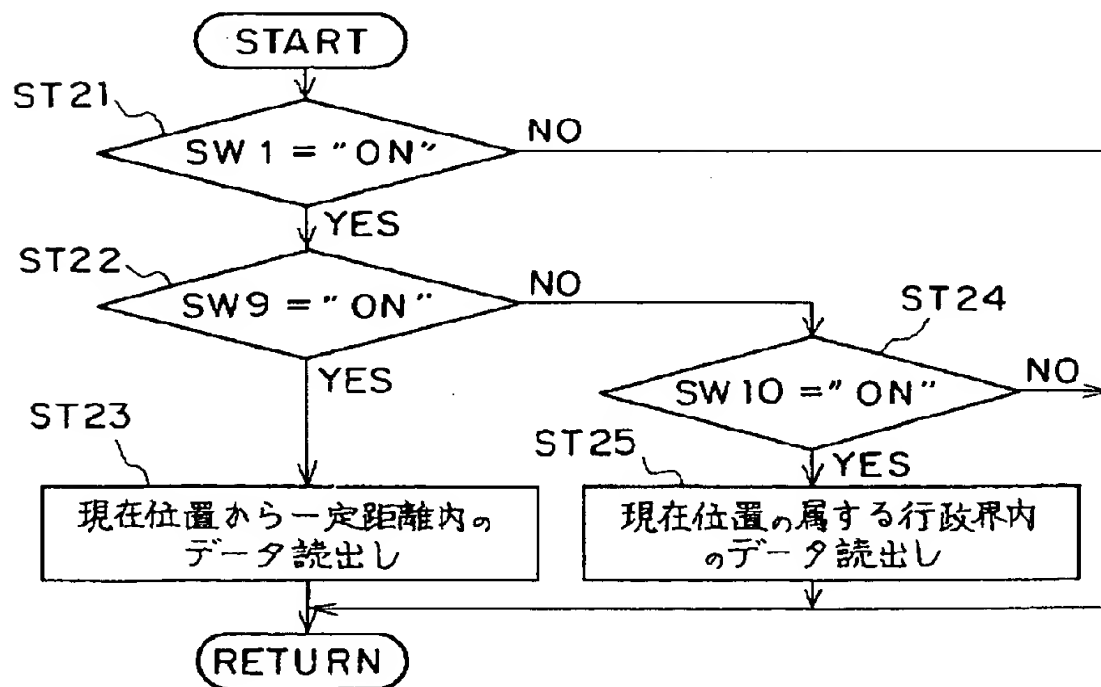 START
ST21
SW1="ON"
NO
YES
ST22
SW9="ON"
NO
YES
ST24
SW10="ON"
NO
YES
ST23
現在位置から一定距離内の
データ読出し
ST25
現在位置の属する行政界内
のデータ読出し
RETURN